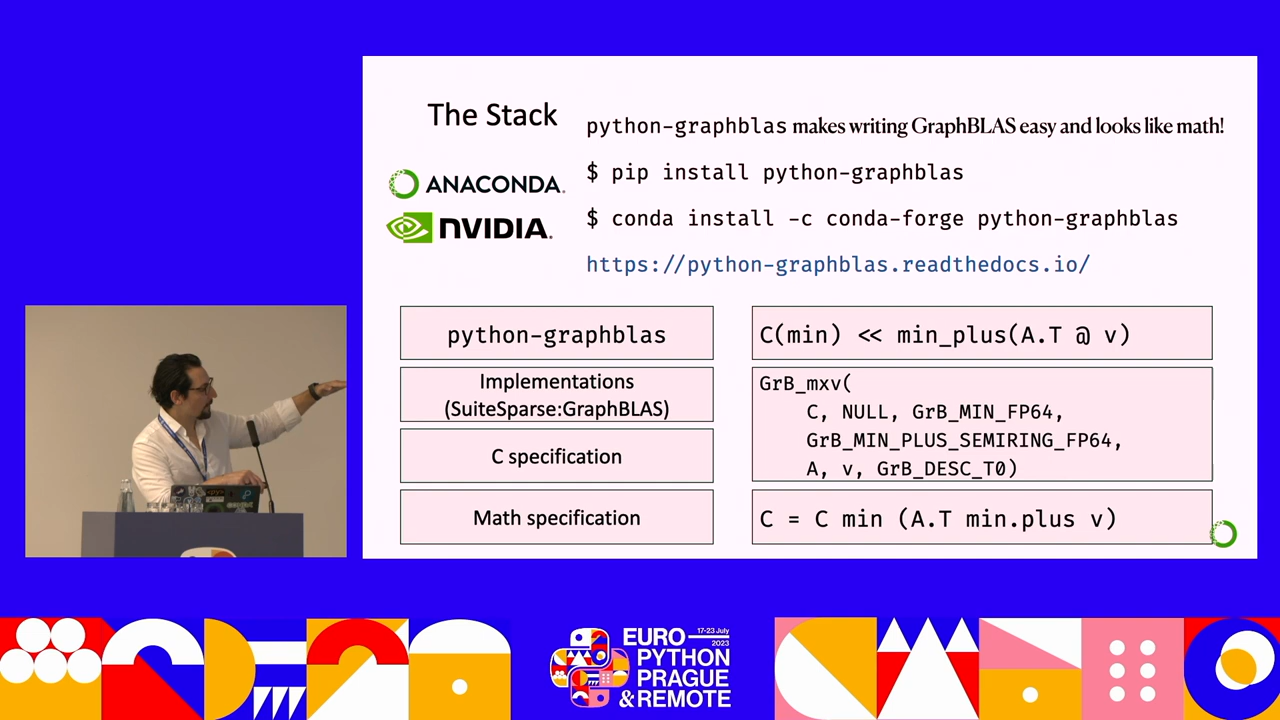 The Stack
python-graphblas makes writing GraphBLAS easy and looks like math!
ANACONDA.
NVIDIA.
$ pip install python-graphblas
$ conda install -c conda-forge python-graphblas
https://python-graphblas.readthedocs.io/
python-graphblas
C(min) << min_plus(A.T @ v)
Implementations
(SuiteSparse:GraphBLAS)
C specification
GrB_mxv(
C, NULL, GrB_MIN_FP64,
GrB_MIN_PLUS_SEMIRING_FP64,
A, v, GrB_DESC_T0)
Math specification
C = C min (A.T min.plus v)
EURO
17-23 July
2023
PYTHON
PRAGUE
& REMOTE